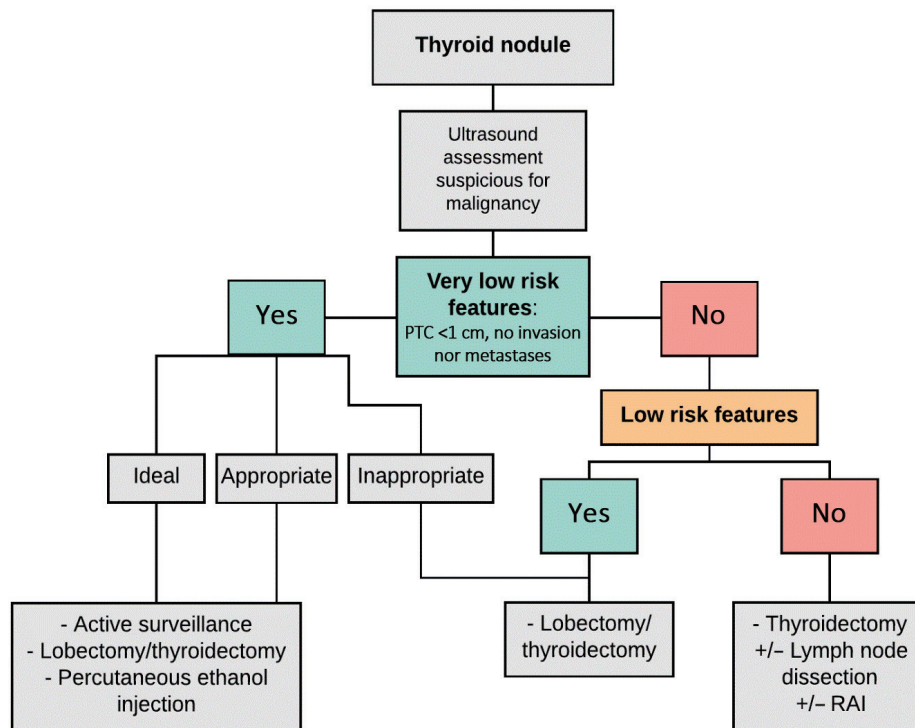 Thyroid nodule
Ultrasound
assessment
suspicious for
malignancy
Very low risk
features:
PTC <1 cm, no invasion
nor metastases
Yes
No
Low risk features
Ideal
Appropriate
Inappropriate
Yes
No
- Active surveillance
- Lobectomy/thyroidectomy
- Percutaneous ethanol
injection
- Lobectomy/
thyroidectomy
- Thyroidectomy
+/– Lymph node
dissection
+/– RAI